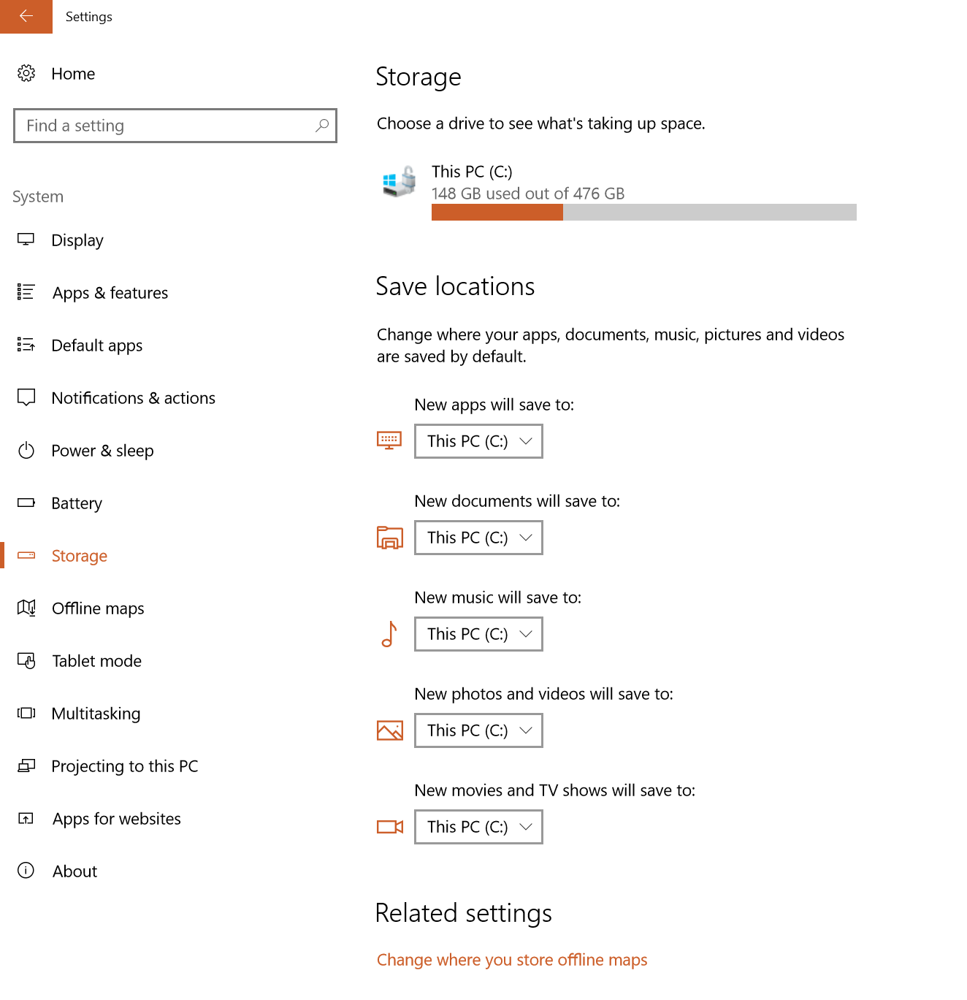 Settings
Home
Find a setting
System
Display
Apps & features
Default apps
Notifications & actions
Power & sleep
Battery
Storage
Offline maps
Tablet mode
Multitasking
Projecting to this PC
Apps for websites
About
Storage
Choose a drive to see what's taking up space.
This PC (C:)
148 GB used out of 476 GB
Save locations
Change where your apps, documents, music, pictures and videos
are saved by default.
New apps will save to:
This PC (C:)
New documents will save to:
This PC (C:)
New music will save to:
This PC (C:)
New photos and videos will save to:
This PC (C:)
New movies and TV shows will save to:
This PC (C:)
Related settings
Change where you store offline maps